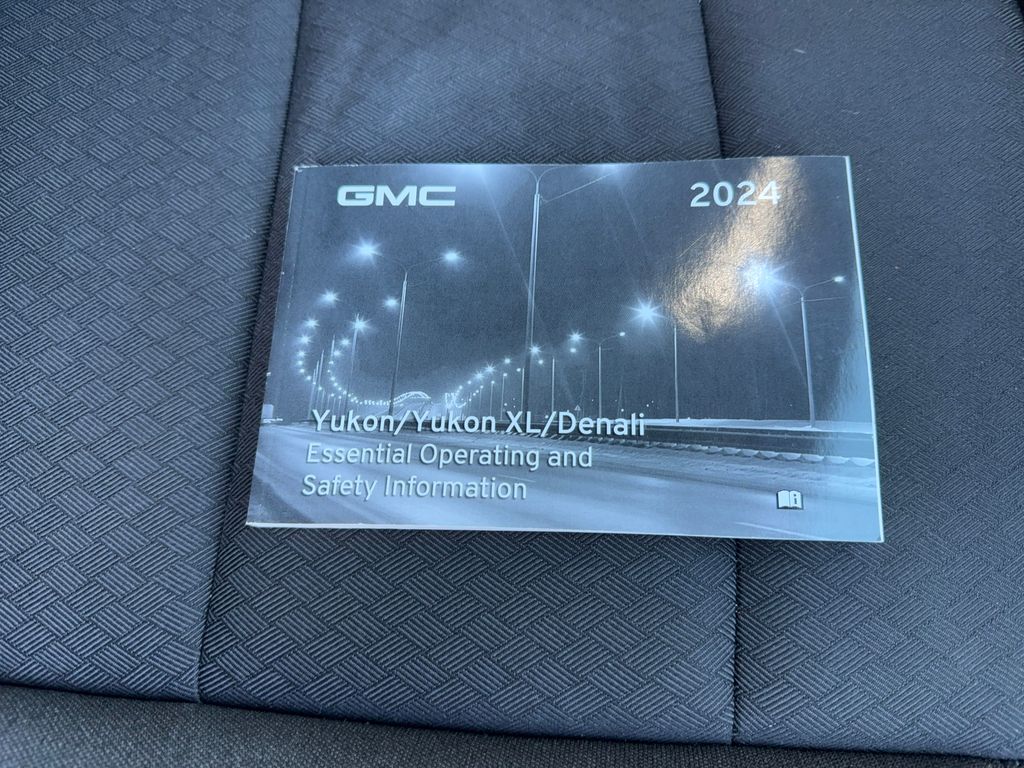 GMC
2024
Yukon/Yukon XL/Denali
Essential Operating and
Safety Information